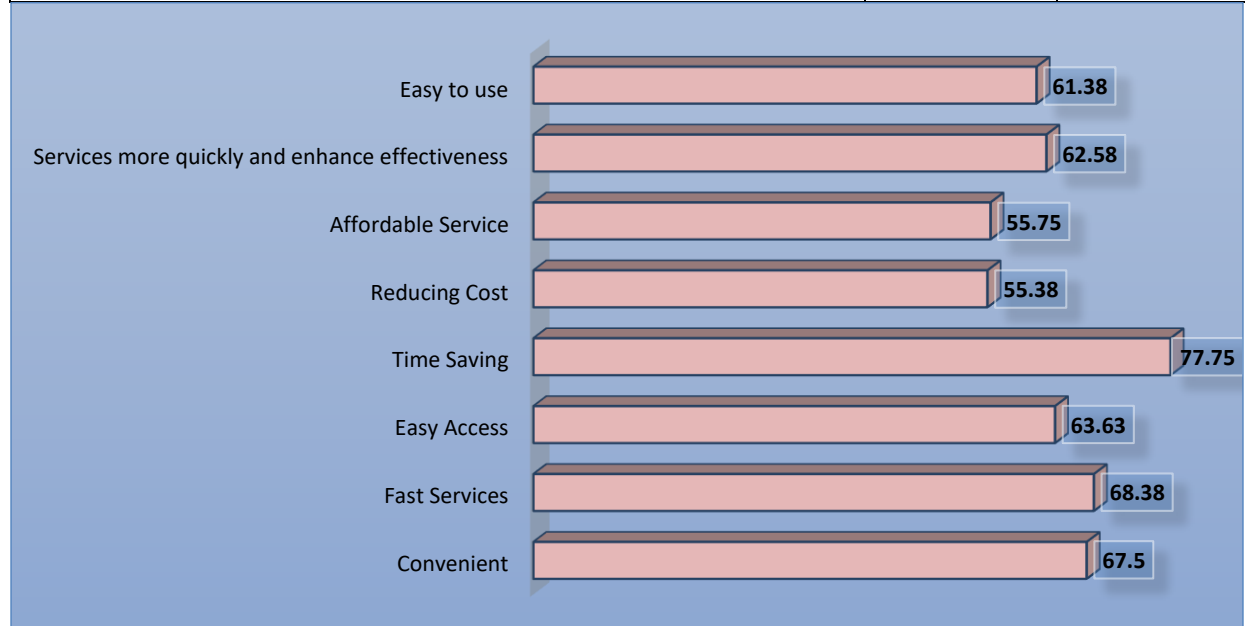 Easy to use 61.38
Services more quickly and enhance effectiveness 62.58
Affordable Service 55.75
Reducing Cost 55.38
Time Saving 77.75
Easy Access 63.63
Fast Services 68.38
Convenient 67.5